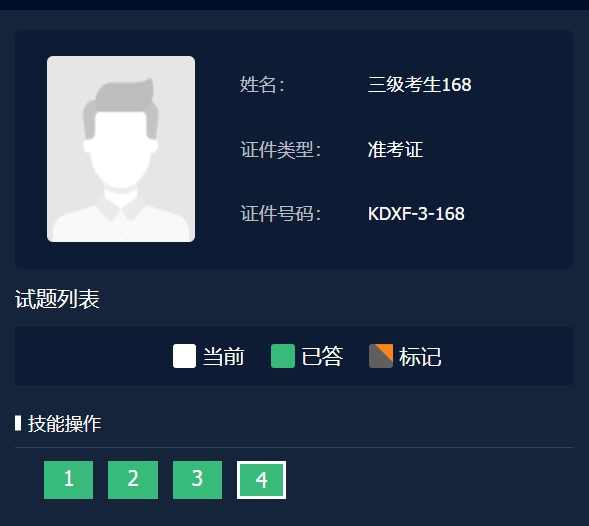 姓名： 三级考生168
证件类型： 准考证
证件号码： KDXF-3-168
试题列表
当前 已答 标记
技能操作
1 2 3 4